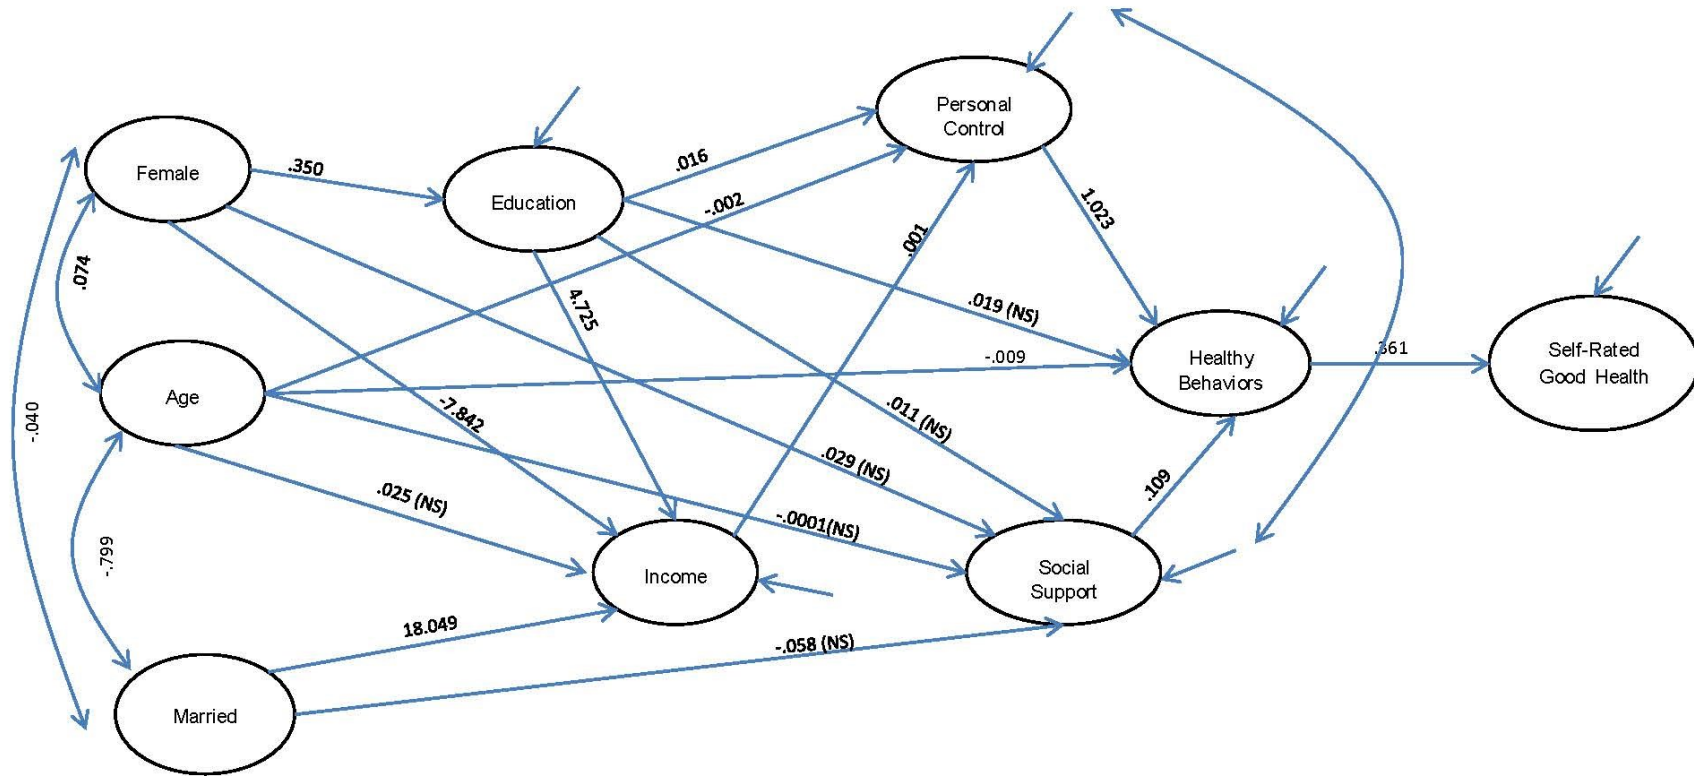 Personal
Control
Female
.350
.016
Education
-.002
1.023
.001
.074
4.725
.019 (NS)
-.009
Healthy
Behaviors
.361
Self-Rated
Good Health
Age
-.040
-7.842
.011 (NS)
.029 (NS)
.025 (NS)
.109
-.0001(NS)
-.799
Income
Social
Support
18.049
-.058 (NS)
Married